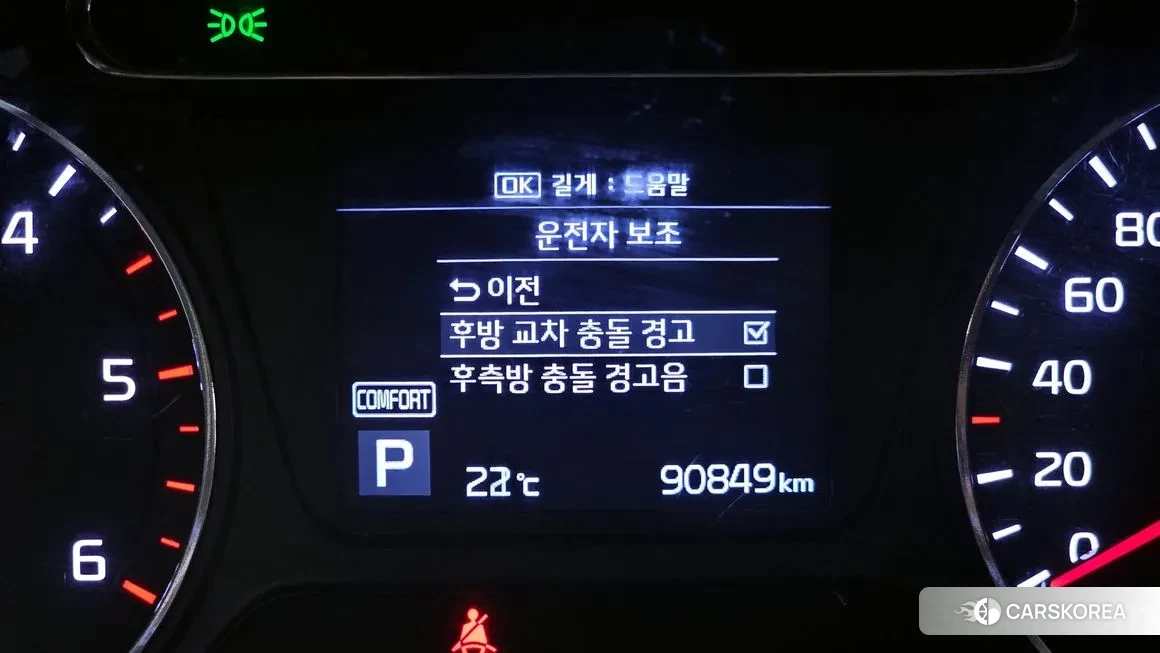 OK 길게 : 도움말
운전자 보조
이전
후방 교차 충돌 경고
후측방 충돌 경고음
COMFORT
P
℃
90849km
4
5
6
80
60
40
20
0
CARSKOREA